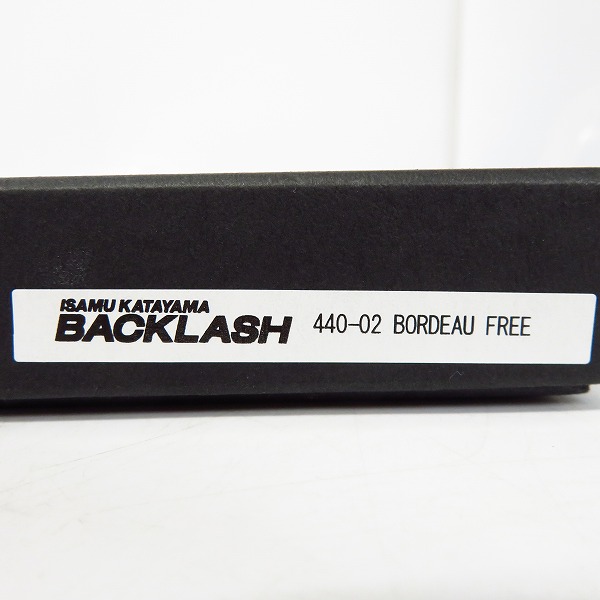 ISAMU KATAYAMA
BACKLASH 440-02 BORDEAU FREE